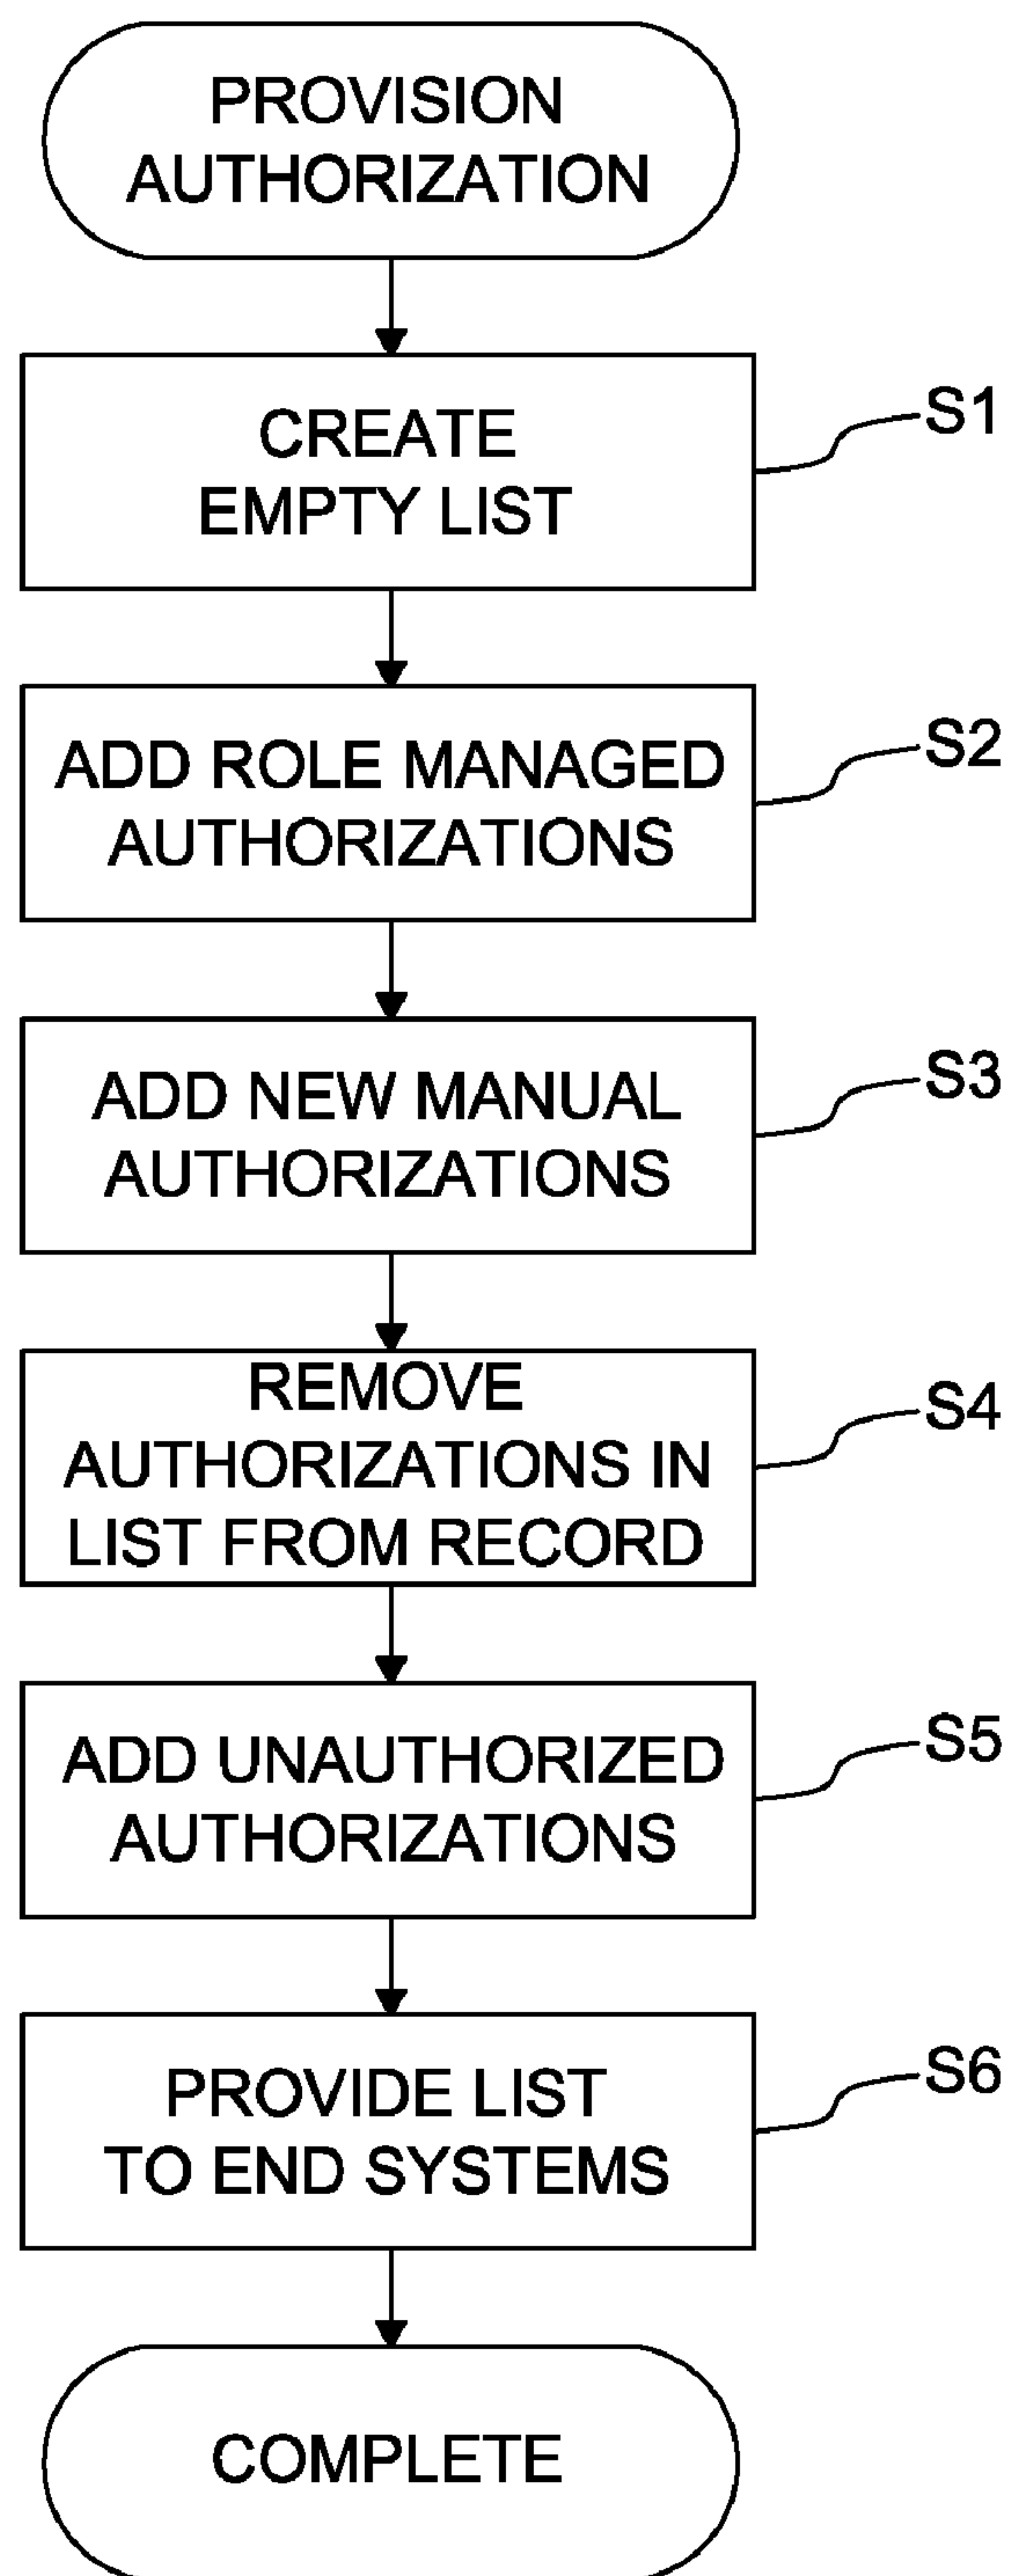 PROVISION
AUTHORIZATION
CREATE
EMPTY LIST
S1
ADD ROLE MANAGED
AUTHORIZATIONS
S2
ADD NEW MANUAL
AUTHORIZATIONS
S3
REMOVE
AUTHORIZATIONS IN
LIST FROM RECORD
S4
ADD UNAUTHORIZED
AUTHORIZATIONS
S5
PROVIDE LIST
TO END SYSTEMS
S6
COMPLETE